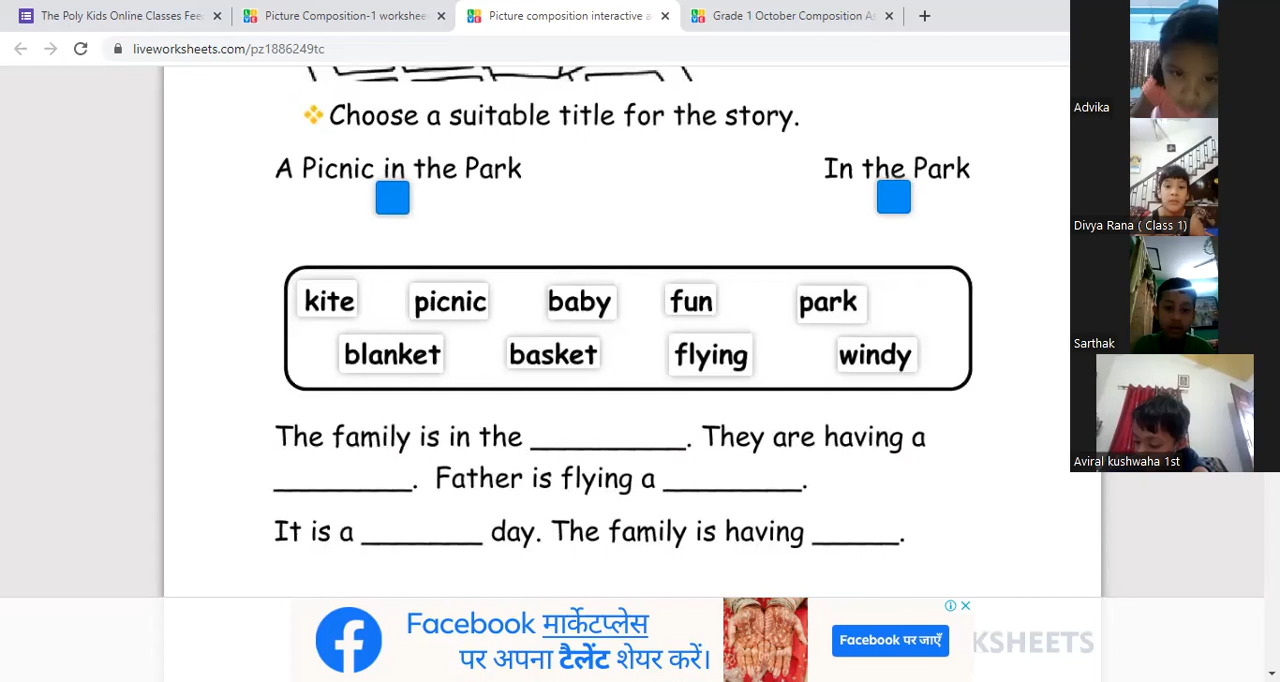 The Poly Kids Online Classes Fee
Picture Composition-1 workshee
Picture composition interactive a
Grade 1 October Composition As
liveworksheets.com/pz1886249tc
Choose a suitable title for the story.
A Picnic in the Park
In the Park
kite picnic baby fun park
blanket basket flying windy
The family is in the __________. They are having a
_________. Father is flying a _________.
It is a ________ day. The family is having ______.
Advika
Divya Rana ( Class 1)
Sarthak
Aviral kushwaha 1st
Facebook मार्केटप्लेस
पर अपना टैलेंट शेयर करें।
Facebook पर जाएँ
KSHEETS